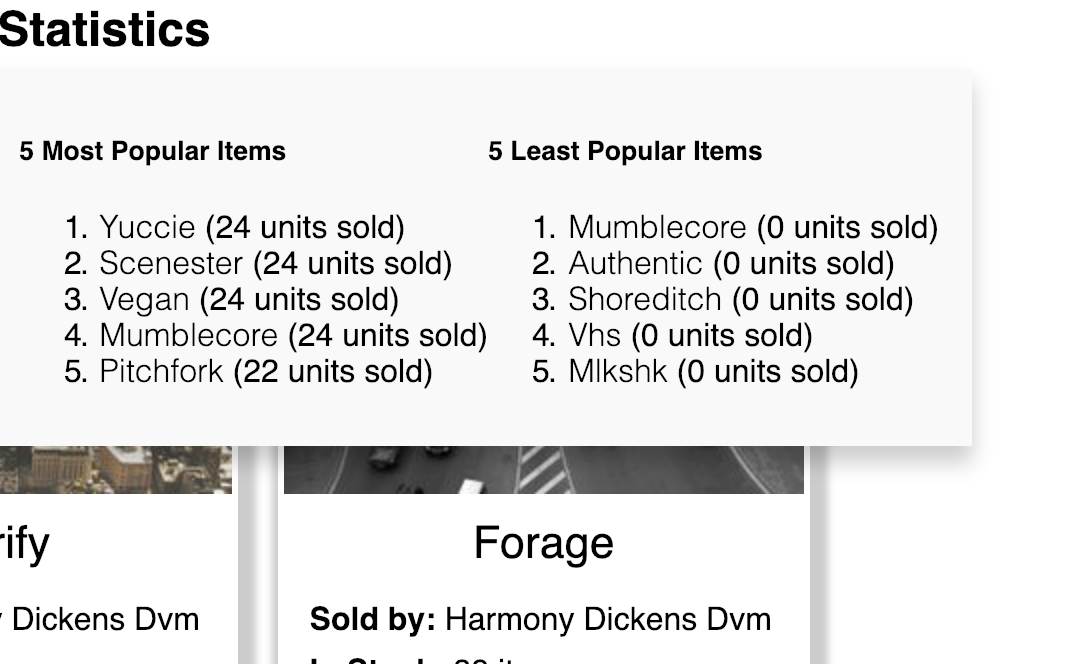 Statistics
5 Most Popular Items
1. Yuccie (24 units sold)
2. Scenester (24 units sold)
3. Vegan (24 units sold)
4. Mumblecore (24 units sold)
5. Pitchfork (22 units sold)
5 Least Popular Items
1. Mumblecore (0 units sold)
2. Authentic (0 units sold)
3. Shoreditch (0 units sold)
4. Vhs (0 units sold)
5. Mlkshk (0 units sold)
rify
Dickens Dvm
Forage
Sold by: Harmony Dickens Dvm